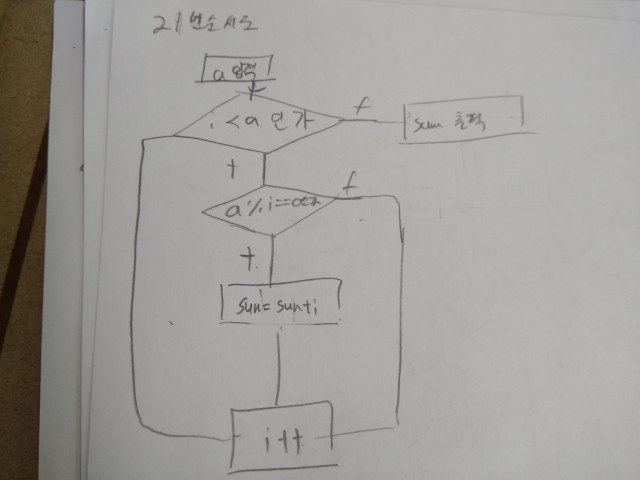 21번순서도
a 입력
i < a 인가
f
sum 출력
t
f
a % i == 0인가
t
sum = sum+i
i++